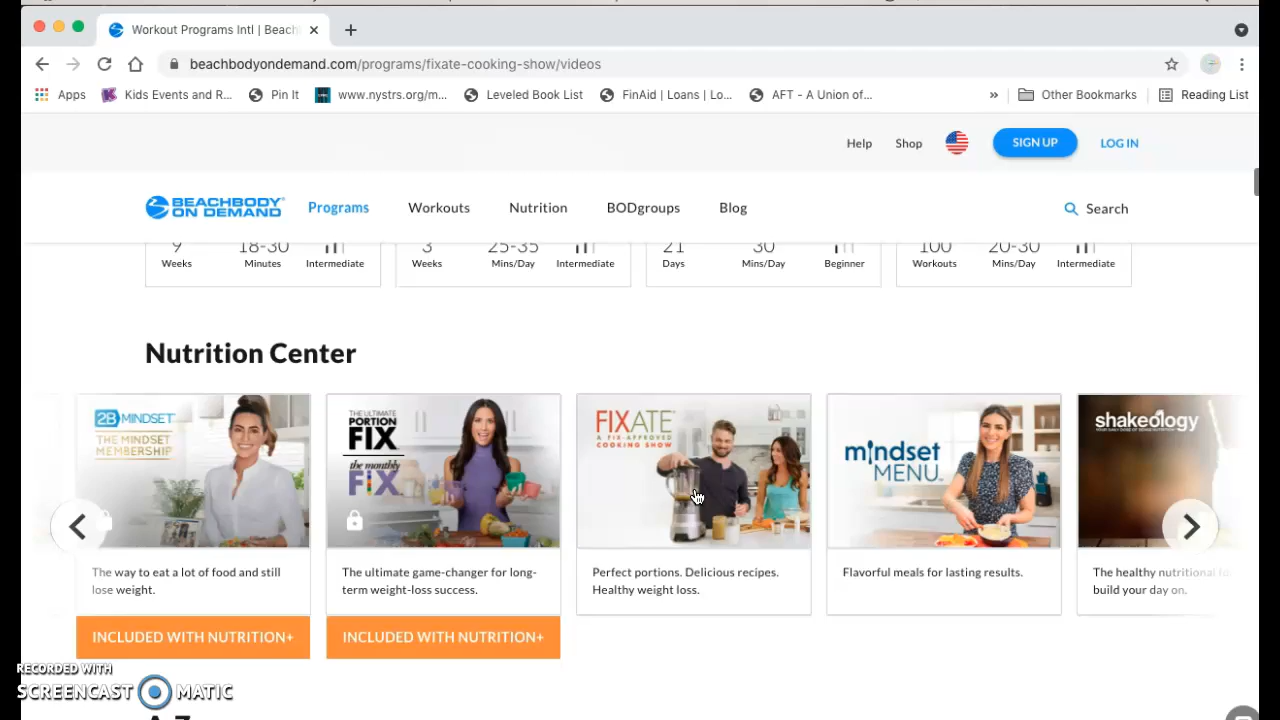 Workout Programs Intl | Beach
beachbodyondemand.com/programs/fixate-cooking-show/videos
Apps Kids Events and R... Pin It www.nystrs.org/m... Leveled Book List FinAid | Loans | Lo... AFT - A Union of... » Other Bookmarks Reading List
Help Shop SIGN UP LOG IN
BEACHBODY
ON DEMAND
Programs Workouts Nutrition BODgroups Blog Search
9 18-30 3 25-35 21 30 100 20-30
Weeks Minutes Intermediate Weeks Mins/Day Intermediate Days Mins/Day Beginner Workouts Mins/Day Intermediate
Nutrition Center
2B MINDSET
THE MINDSET
MEMBERSHIP
THE ULTIMATE
PORTION
FIX
the monthly
FIX
FIXATE
A FIX-APPROVED
COOKING SHOW
mindset
MENU
shakeology
The way to eat a lot of food and still
lose weight.
The ultimate game-changer for long-
term weight-loss success.
Perfect portions. Delicious recipes.
Healthy weight loss.
Flavorful meals for lasting results.
The healthy nutritional
build your day on.
INCLUDED WITH NUTRITION+
INCLUDED WITH NUTRITION+
RECORDED WITH
SCREENCAST MATIC
A-Z